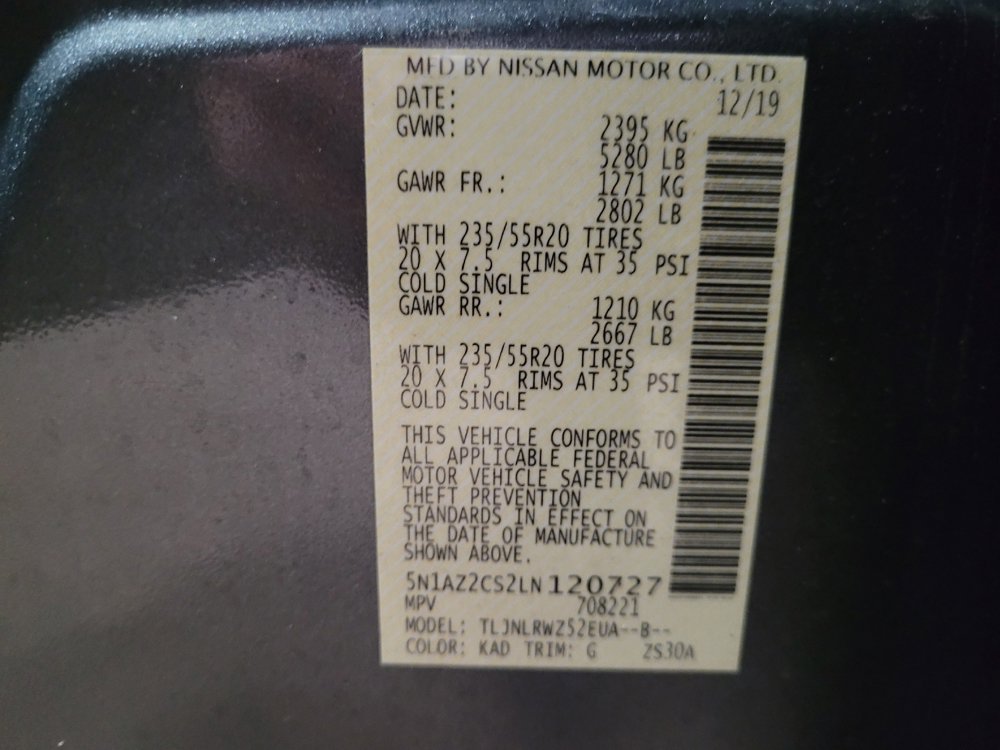 MFD BY NISSAN MOTOR CO., LTD.
DATE: 12/19
GVWR: 2395 KG
5280 LB
GAWR FR.: 1271 KG
2802 LB
WITH 235/55R20 TIRES
20 X 7.5 RIMS AT 35 PSI
COLD SINGLE
GAWR RR.: 1210 KG
2667 LB
WITH 235/55R20 TIRES
20 X 7.5 RIMS AT 35 PSI
COLD SINGLE
THIS VEHICLE CONFORMS TO
ALL APPLICABLE FEDERAL
MOTOR VEHICLE SAFETY AND
THEFT PREVENTION
STANDARDS IN EFFECT ON
THE DATE OF MANUFACTURE
SHOWN ABOVE.
5N1AZ2CS2LN120727
MPV 708221
MODEL: TLJNLRWZ52EUA--B--
COLOR: KAD TRIM: G ZS30A